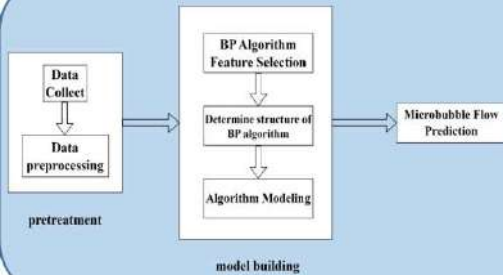 Data
Collect
Data
preprocessing
pretreatment
BP Algorithm
Feature Selection
Determine structure of
BP algorithm
Algorithm Modeling
model building
Microbubble Flow
Prediction